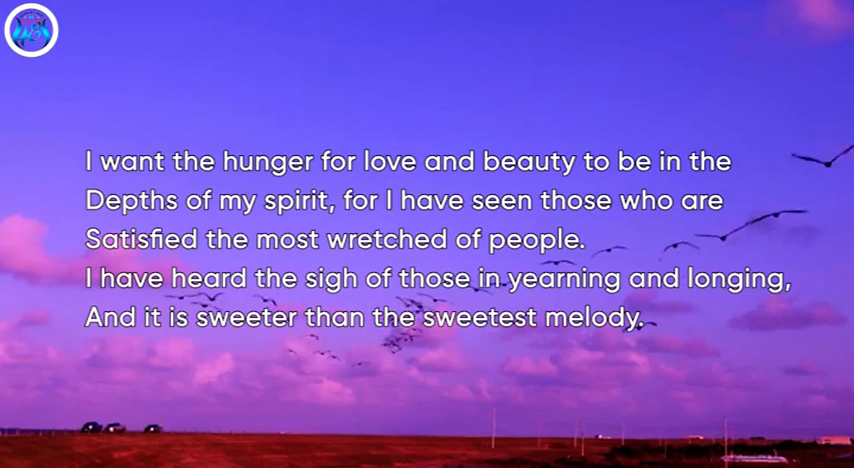 I want the hunger for love and beauty to be in the
Depths of my spirit, for I have seen those who are
Satisfied the most wretched of people.
I have heard the sigh of those in yearning and longing,
And it is sweeter than the sweetest melody.